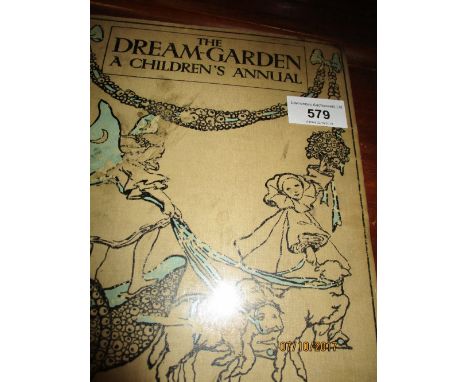 THE
DREAM-GARDEN
A CHILDREN'S ANNUAL
579
07/10/2017